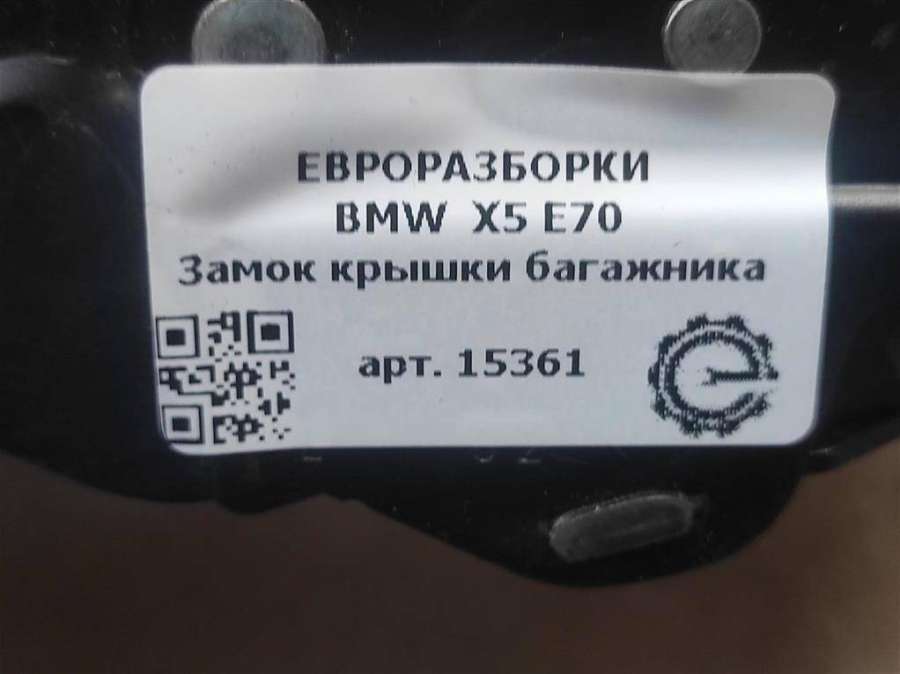 ЕВРОРАЗБОРКИ
BMW X5 E70
Замок крышки багажника
арт. 15361